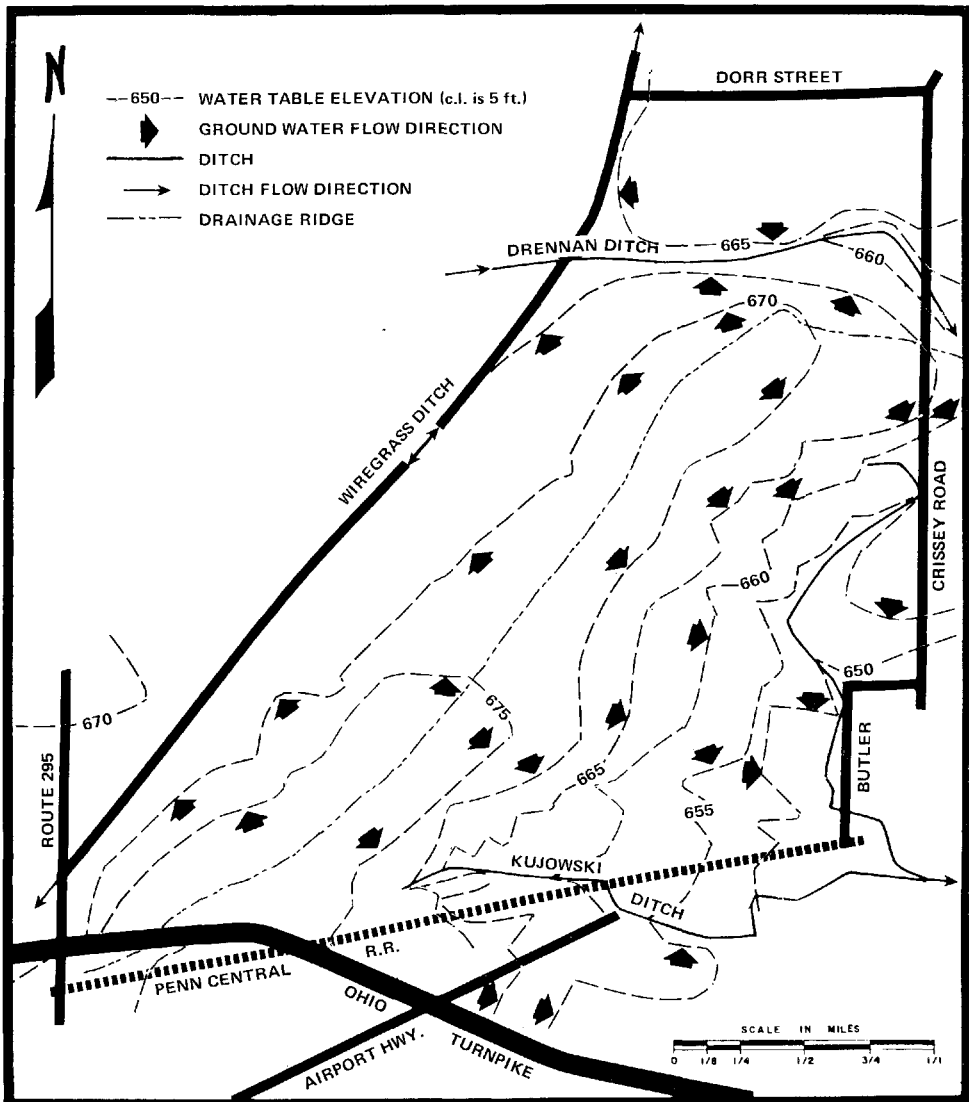 N
--650-- WATER TABLE ELEVATION (c.l. is 5 ft.)
GROUND WATER FLOW DIRECTION
DITCH
DITCH FLOW DIRECTION
DRAINAGE RIDGE
DORR STREET
DRENNAN DITCH
665
660
670
WIREGRASS DITCH
CRISSEY ROAD
660
650
670
675
ROUTE 295
665
655
BUTLER
KUJOWSKI
DITCH
PENN CENTRAL
R.R.
OHIO
TURNPIKE
AIRPORT HWY.
SCALE IN MILES
0 1/8 1/4 1/2 3/4 1/1